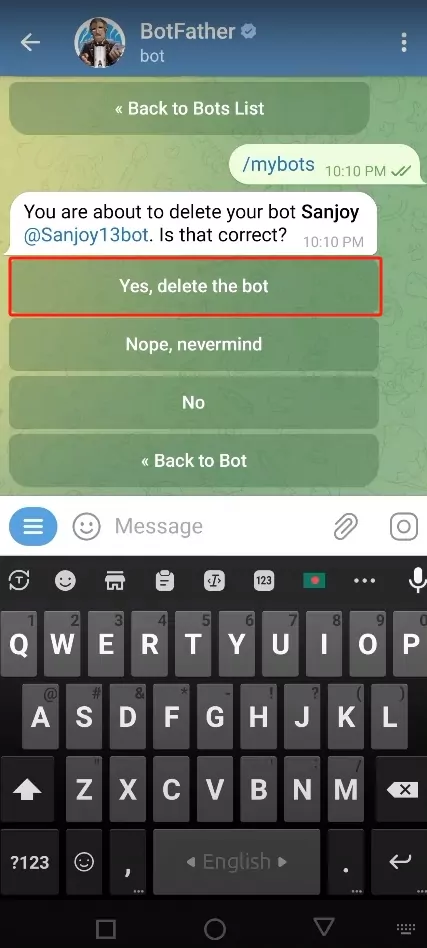 BotFather
bot
« Back to Bots List
/mybots 10:10 PM
You are about to delete your bot Sanjoy
@Sanjoy13bot. Is that correct? 10:10 PM
Yes, delete the bot
Nope, nevermind
No
« Back to Bot
Message
T 123
1 2 3 4 5 6 7 8 9 0
Q W E R T Y U I O P
@ # & * - ! ? ( )
A S D F G H J K L
" ' : /
Z X C V B N M
?123 , English .